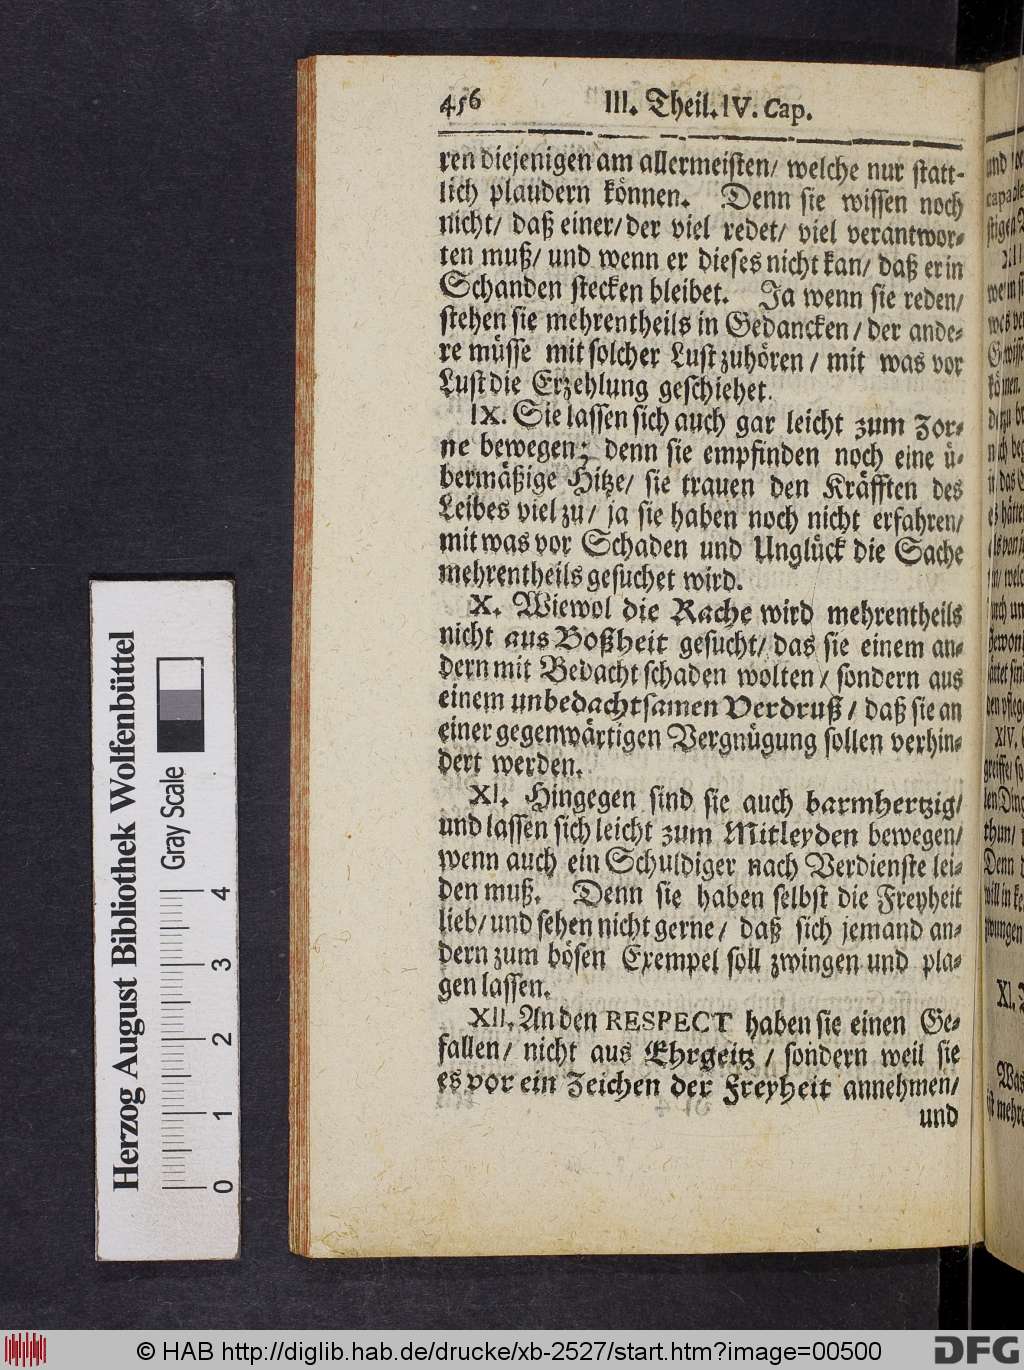 456 III. Theil. IV. Cap.
ren diejenigen am allermeisten/ welche nur statt-
lich plaudern können. Denn sie wissen noch
nicht/ daß einer/ der viel redet/ viel verantwor-
ten muß/ und wenn er dieses nicht kan/ daß er in
Schanden stecken bleibet. Ja wenn sie reden/
stehen sie mehrentheils in Gedancken/ der ande-
re müsse mit solcher Lust zuhören/ mit was vor
Lust die Erzehlung geschiehet.
IX. Sie lassen sich auch gar leicht zum Zor-
ne bewegen; denn sie empfinden noch eine ü-
bermäßige Hitze/ sie trauen den Kräfften des
Leibes viel zu/ ja sie haben noch nicht erfahren/
mit was vor Schaden und Unglück die Sache
mehrentheils gesuchet wird.
X. Wiewol die Rache wird mehrentheils
nicht aus Boßheit gesucht/ das sie einem an-
dern mit Bedacht schaden wolten/ sondern aus
einem unbedachtsamen Verdruß/ daß sie an
einer gegenwärtigen Vergnügung sollen verhin-
dert werden.
XI. Hingegen sind sie auch barmhertzig/
und lassen sich leicht zum Mitleyden bewegen/
wenn auch ein Schuldiger nach Verdienste lei-
den muß. Denn sie haben selbst die Freyheit
lieb/ und sehen nicht gerne/ daß sich jemand an-
dern zum bösen Exempel soll zwingen und pla-
gen lassen.
XII. An den RESPECT haben sie einen Ge-
fallen/ nicht aus Ehrgeitz/ sondern weil sie
es vor ein Zeichen der Freyheit annehmen/
und
Herzog August Bibliothek Wolfenbüttel
Gray Scale
0 1 2 3 4
© HAB http://diglib.hab.de/drucke/xb-2527/start.htm?image=00500
DFG